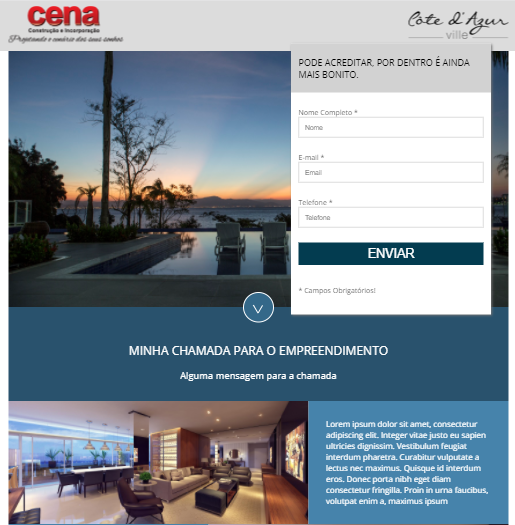 cena
Construção e Incorporação
Projetando o cenário dos seus sonhos
Cote d'Azur
ville
PODE ACREDITAR, POR DENTRO É AINDA
MAIS BONITO.
Nome Completo *
Nome
E-mail *
Email
Telefone *
Telefone
ENVIAR
* Campos Obrigatórios!
MINHA CHAMADA PARA O EMPREENDIMENTO
Alguma mensagem para a chamada
Lorem ipsum dolor sit amet, consectetur
adipiscing elit. Integer vitae justo eu sapien
ultricies dignissim. Vestibulum feugiat
interdum pharetra. Curabitur vulputate a
lectus nec maximus. Quisque id interdum
eros. Donec porta nibh eget diam
consectetur fringilla. Proin in urna faucibus,
volutpat enim a, maximus ipsum